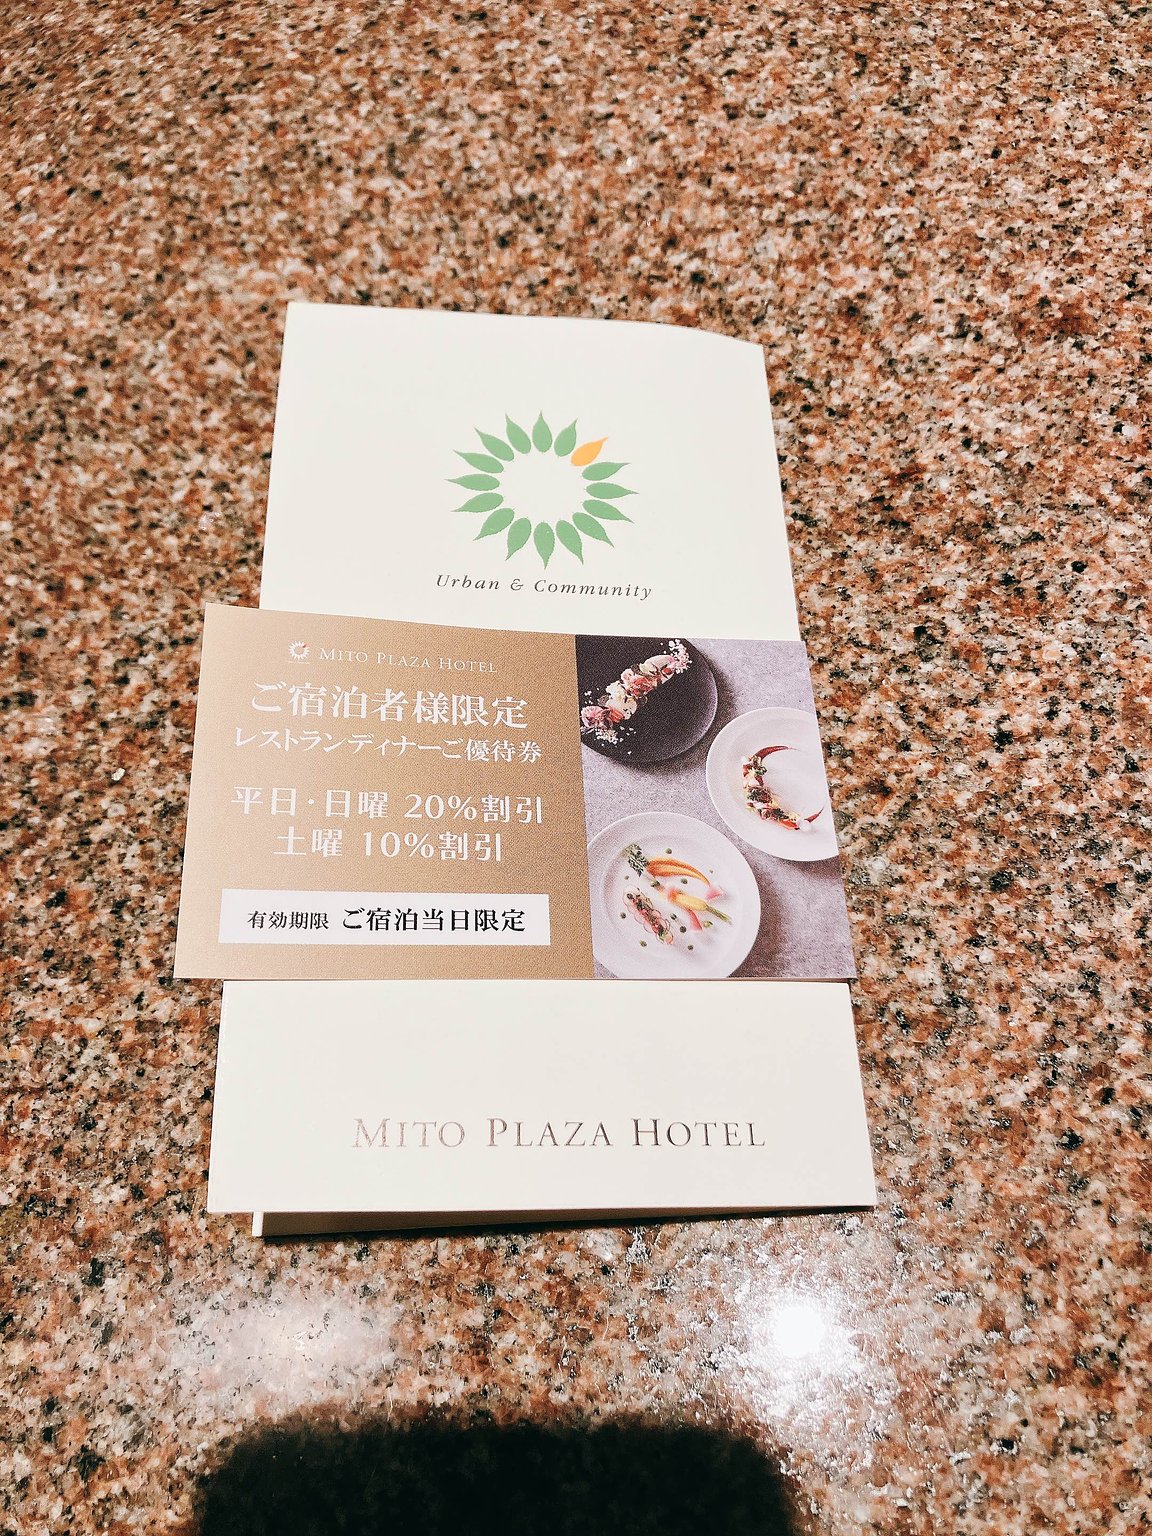 Urban & Community
MITO PLAZA HOTEL
ご宿泊者様限定
レストランディナーご優待券
平日・日曜 20%割引
土曜 10%割引
有効期限 ご宿泊当日限定
MITO PLAZA HOTEL